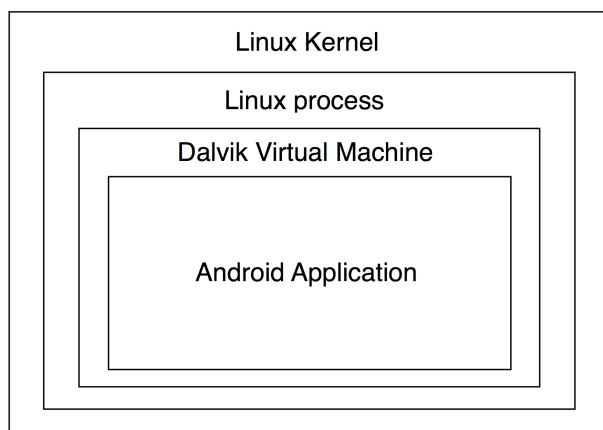 Linux Kernel
Linux process
Dalvik Virtual Machine
Android Application